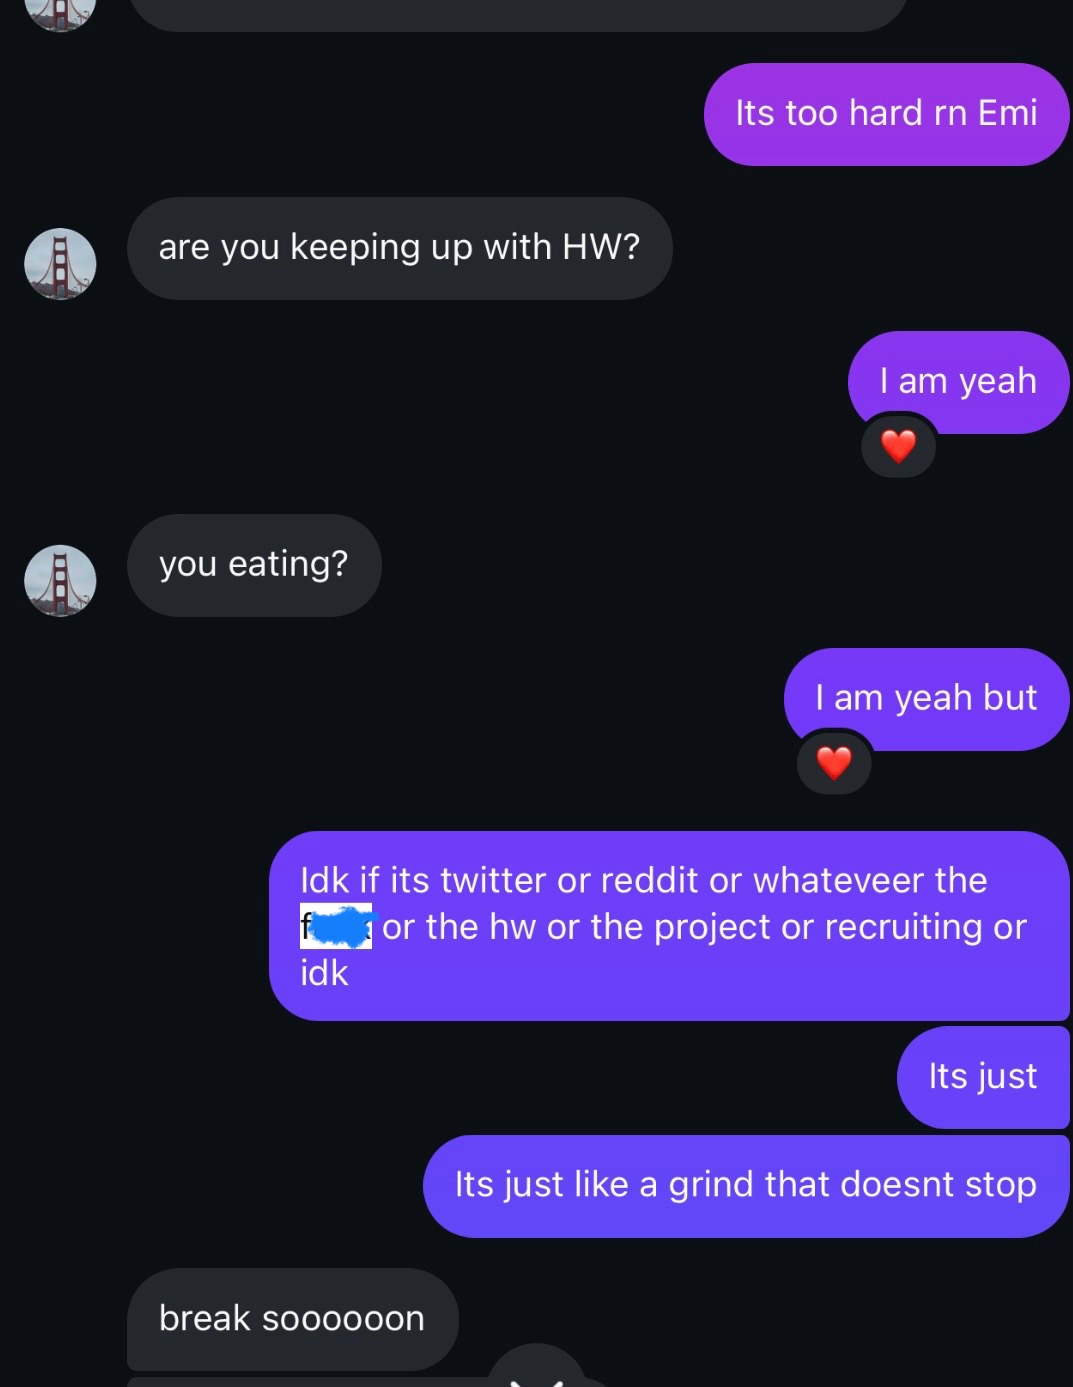 Its too hard rn Emi
are you keeping up with HW?
I am yeah
you eating?
I am yeah but
Idk if its twitter or reddit or whateveer the
or the hw or the project or recruiting or
idk
Its just
Its just like a grind that doesnt stop
break soooooon